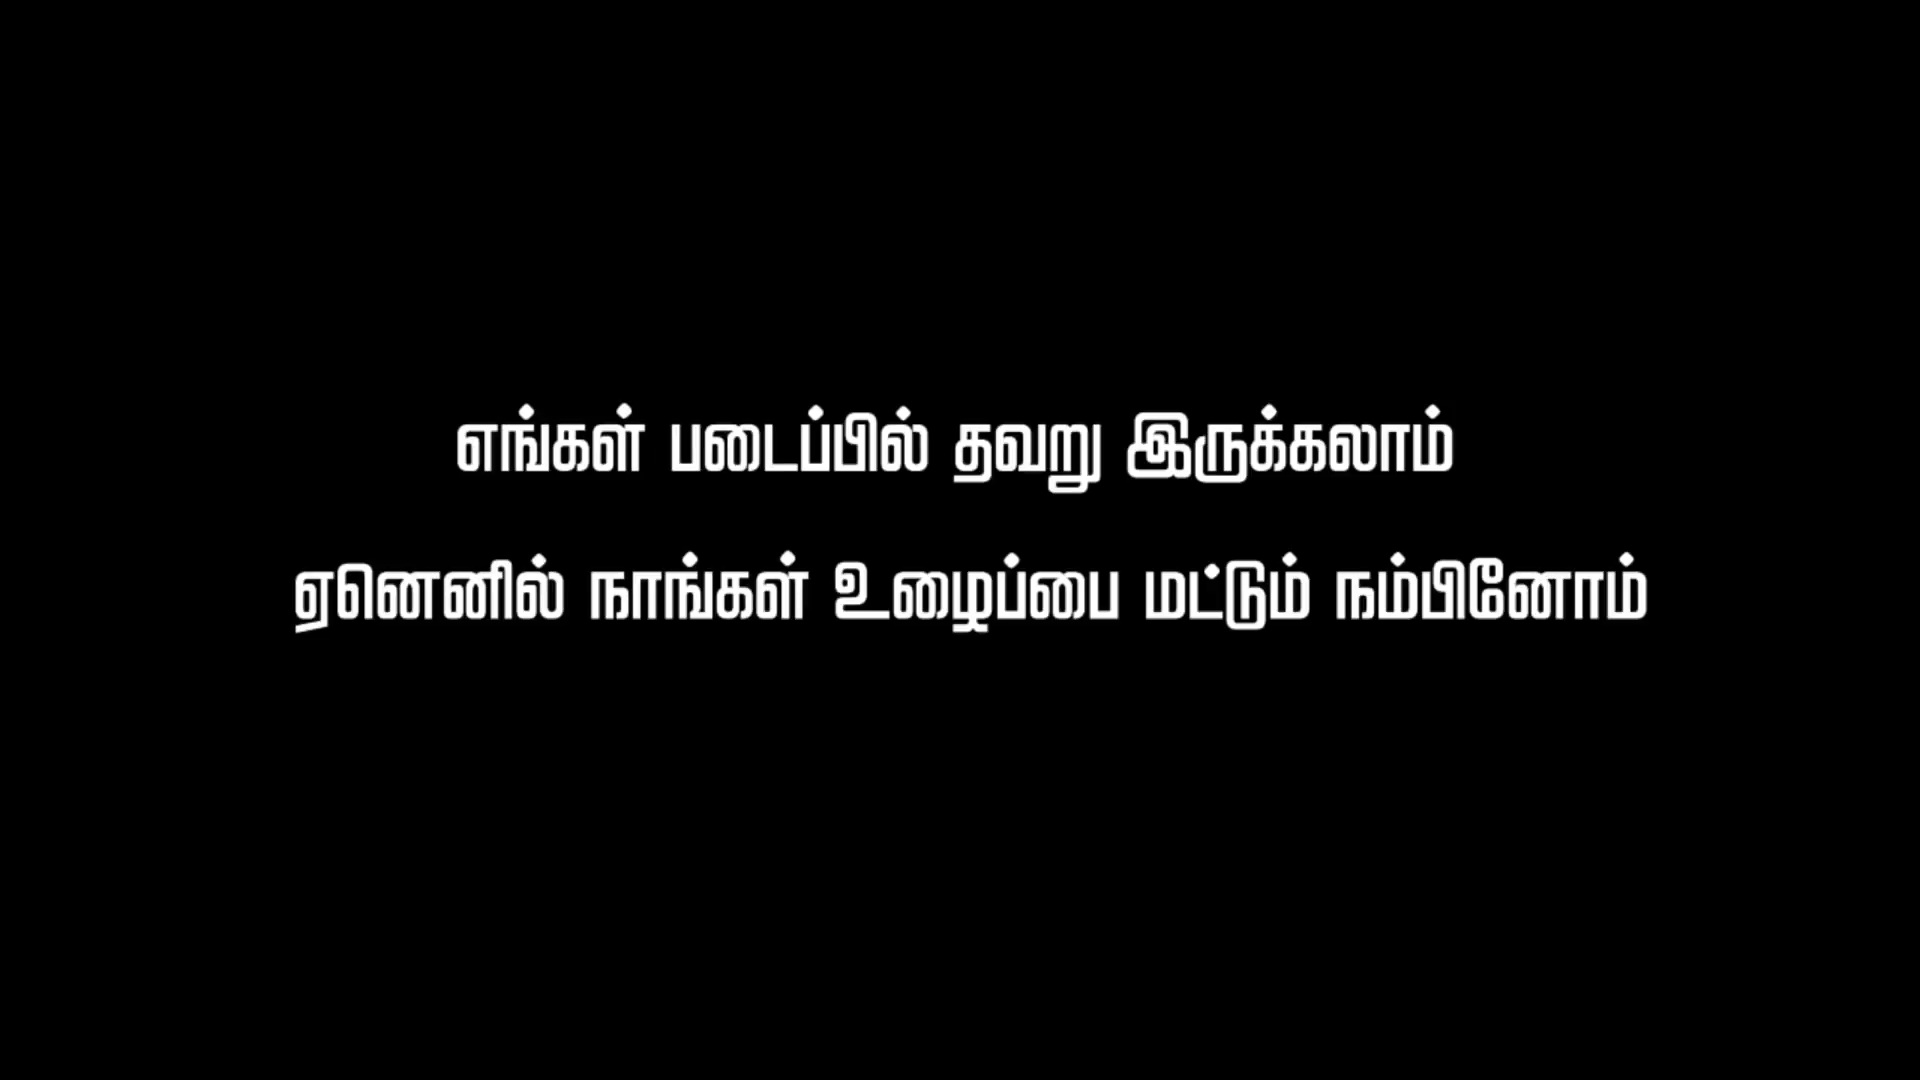 எங்கள் படைப்பில் தவறு இருக்கலாம்
ஏனெனில் நாங்கள் உழைப்பை மட்டும் நம்பினோம்